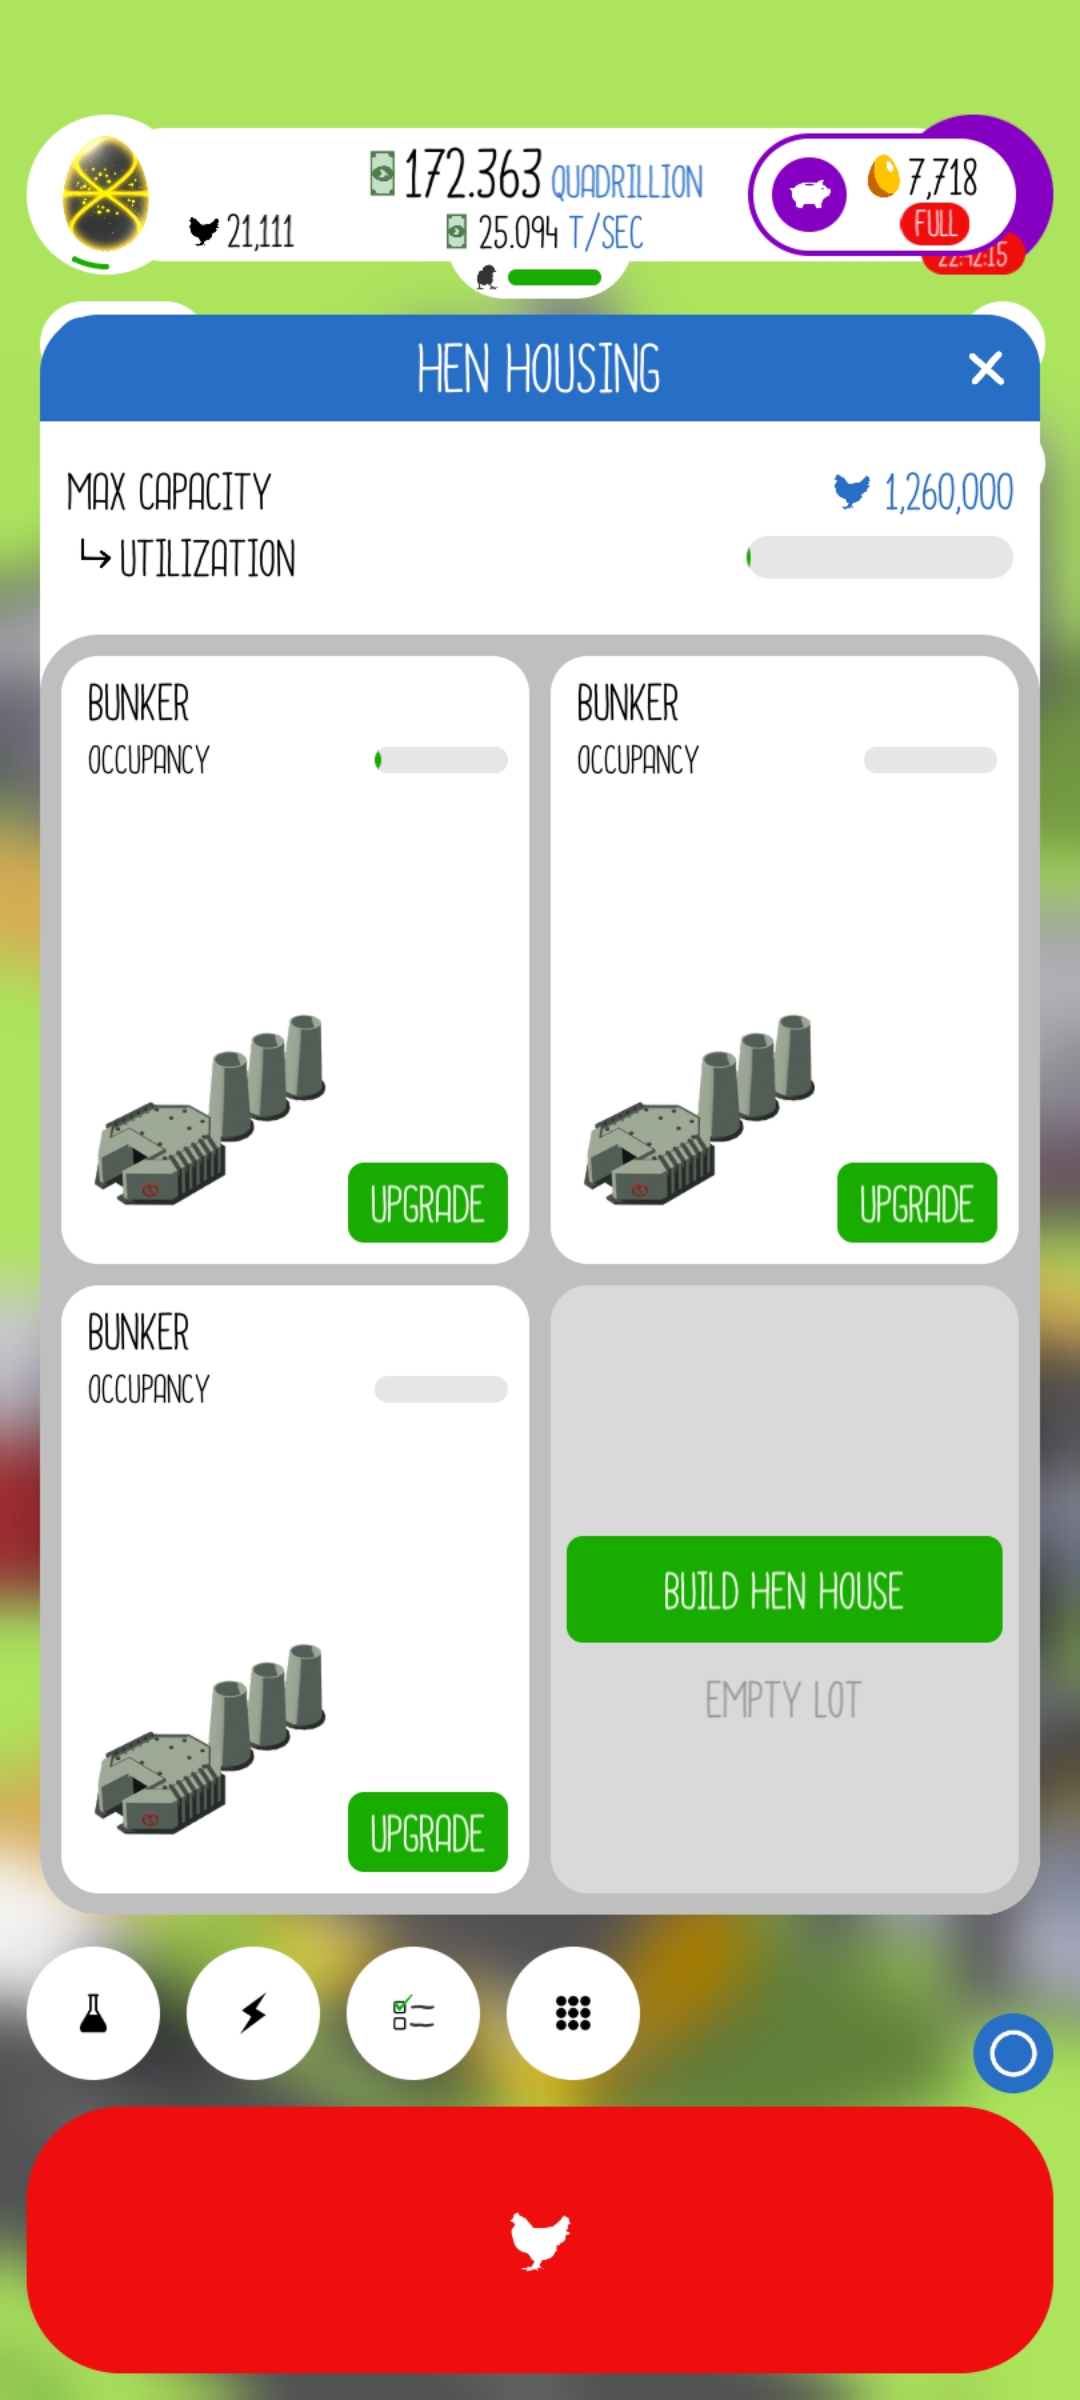 172.363 QUADRILLION
7,718
21,111
25.094 T/SEC
FULL
22:42:15
HEN HOUSING
MAX CAPACITY
1,260,000
UTILIZATION
BUNKER
OCCUPANCY
UPGRADE
BUNKER
OCCUPANCY
UPGRADE
BUNKER
OCCUPANCY
UPGRADE
BUILD HEN HOUSE
EMPTY LOT